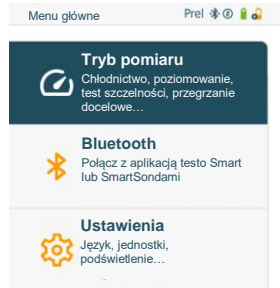 Menu główne Prel
Tryb pomiaru
Chłodnictwo, poziomowanie,
test szczelności, przegrzanie
docelowe…
Bluetooth
Połącz z aplikacją testo Smart
lub SmartSondami
Ustawienia
Język, jednostki,
podświetlenie…